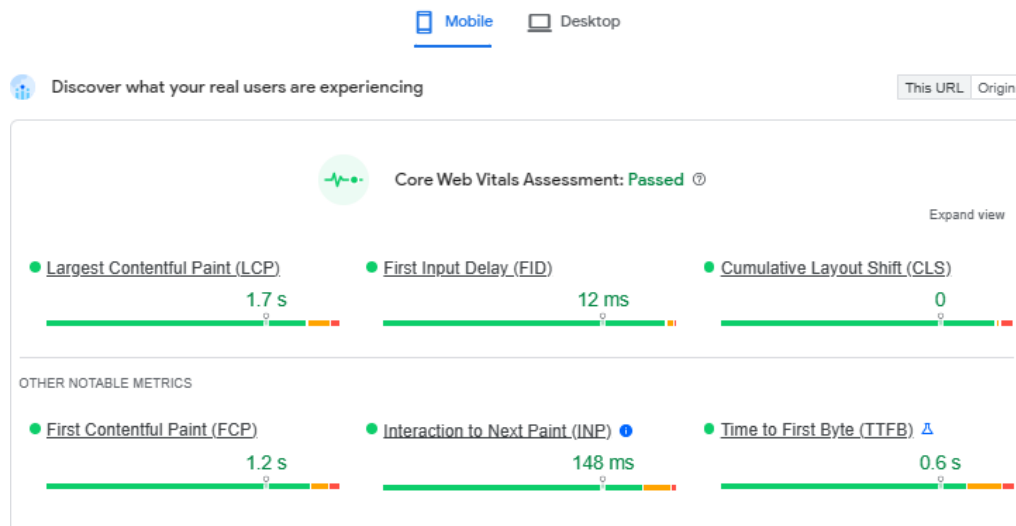 Mobile Desktop
Discover what your real users are experiencing This URL Origin
Core Web Vitals Assessment: Passed
Expand view
Largest Contentful Paint (LCP) First Input Delay (FID) Cumulative Layout Shift (CLS)
1.7 s 12 ms 0
OTHER NOTABLE METRICS
First Contentful Paint (FCP) Interaction to Next Paint (INP) Time to First Byte (TTFB)
1.2 s 148 ms 0.6 s